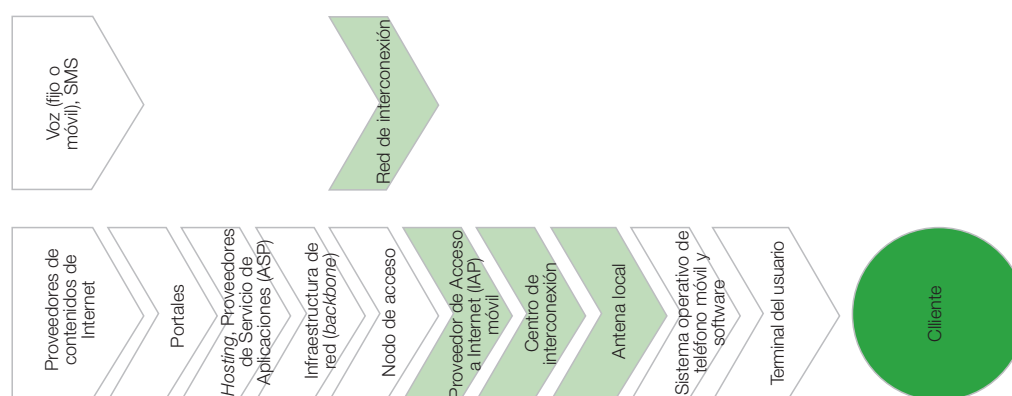 Voz (fijo o
móvil), SMS
Red de interconexión
Proveedores de
contenidos de
Internet
Portales
Hosting, Proveedores
de Servicio de
Aplicaciones (ASP)
Infraestructura de
red (backbone)
Nodo de acceso
Proveedor de Acceso
a Internet (IAP)
móvil
Centro de
interconexión
Antena local
Sistema operativo de
teléfono móvil y
software
Terminal del usuario
Clliente